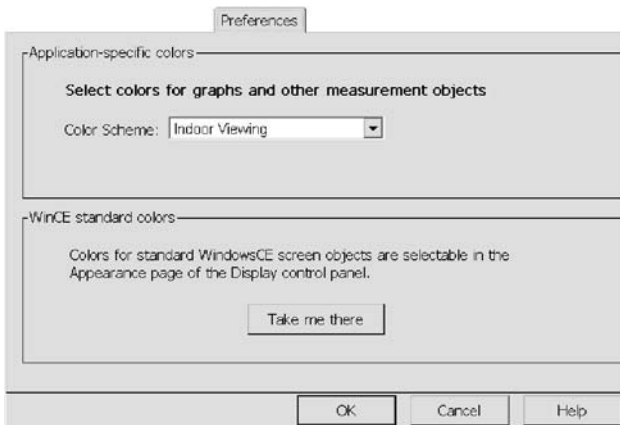 Preferences
Application-specific colors
Select colors for graphs and other measurement objects
Color Scheme: Indoor Viewing
WinCE standard colors
Colors for standard WindowsCE screen objects are selectable in the
Appearance page of the Display control panel.
Take me there
OK Cancel Help